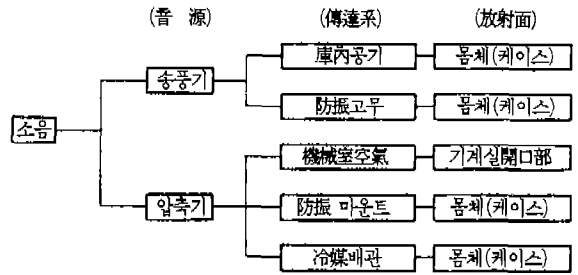 (音 源) (傳達系) (放射面)
庫內공기 몸체(케이스)
송풍기
防振고무 몸체(케이스)
소음
機械室空氣 기계실開口部
압축기 防振 마운트 몸체(케이스)
冷媒배관 몸체(케이스)